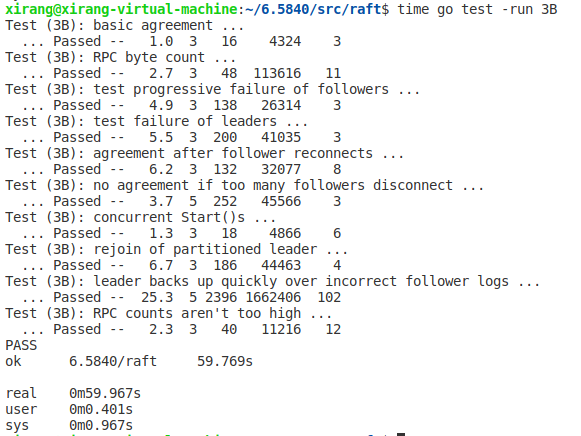 xirang@xirang-virtual-machine:~/6.5840/src/raft$ time go test -run 3B
Test (3B): basic agreement ...
  ... Passed --   1.0  3   16    4324    3
Test (3B): RPC byte count ...
  ... Passed --   2.7  3   48  113616   11
Test (3B): test progressive failure of followers ...
  ... Passed --   4.9  3  138   26314    3
Test (3B): test failure of leaders ...
  ... Passed --   5.5  3  200   41035    3
Test (3B): agreement after follower reconnects ...
  ... Passed --   6.2  3  132   32077    8
Test (3B): no agreement if too many followers disconnect ...
  ... Passed --   3.7  5  252   45566    3
Test (3B): concurrent Start()s ...
  ... Passed --   1.3  3   18    4866    6
Test (3B): rejoin of partitioned leader ...
  ... Passed --   6.7  3  186   44463    4
Test (3B): leader backs up quickly over incorrect follower logs ...
  ... Passed --  25.3  5 2396 1662406  102
Test (3B): RPC counts aren't too high ...
  ... Passed --   2.3  3   40   11216   12
PASS
ok      6.5840/raft     59.769s

real    0m59.967s
user    0m0.401s
sys     0m0.967s